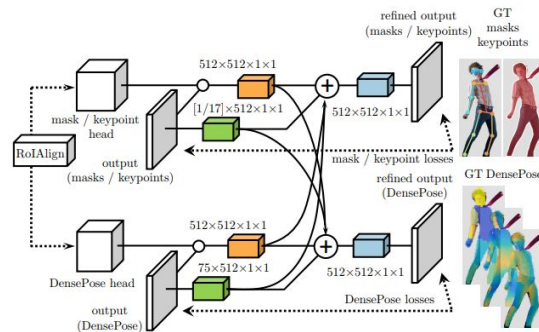 refined output
(masks / keypoints)
GT
masks
keypoints
512×512×1×1
mask / keypoint
head
[1/17]×512×1×1
512×512×1×1
RoIAlign
output
(masks / keypoints)
mask / keypoint losses
refined output
(DensePose)
GT DensePose
512×512×1×1
DensePose head
75×512×1×1
512×512×1×1
output
(DensePose)
DensePose losses